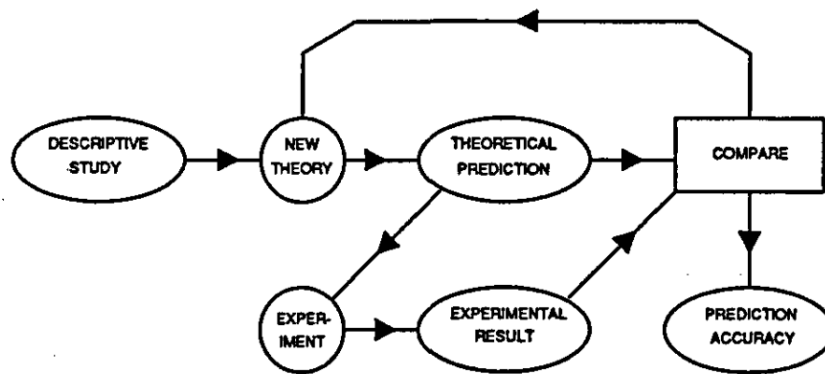 DESCRIPTIVE
STUDY
NEW
THEORY
THEORETICAL
PREDICTION
COMPARE
EXPER-
IMENT
EXPERIMENTAL
RESULT
PREDICTION
ACCURACY